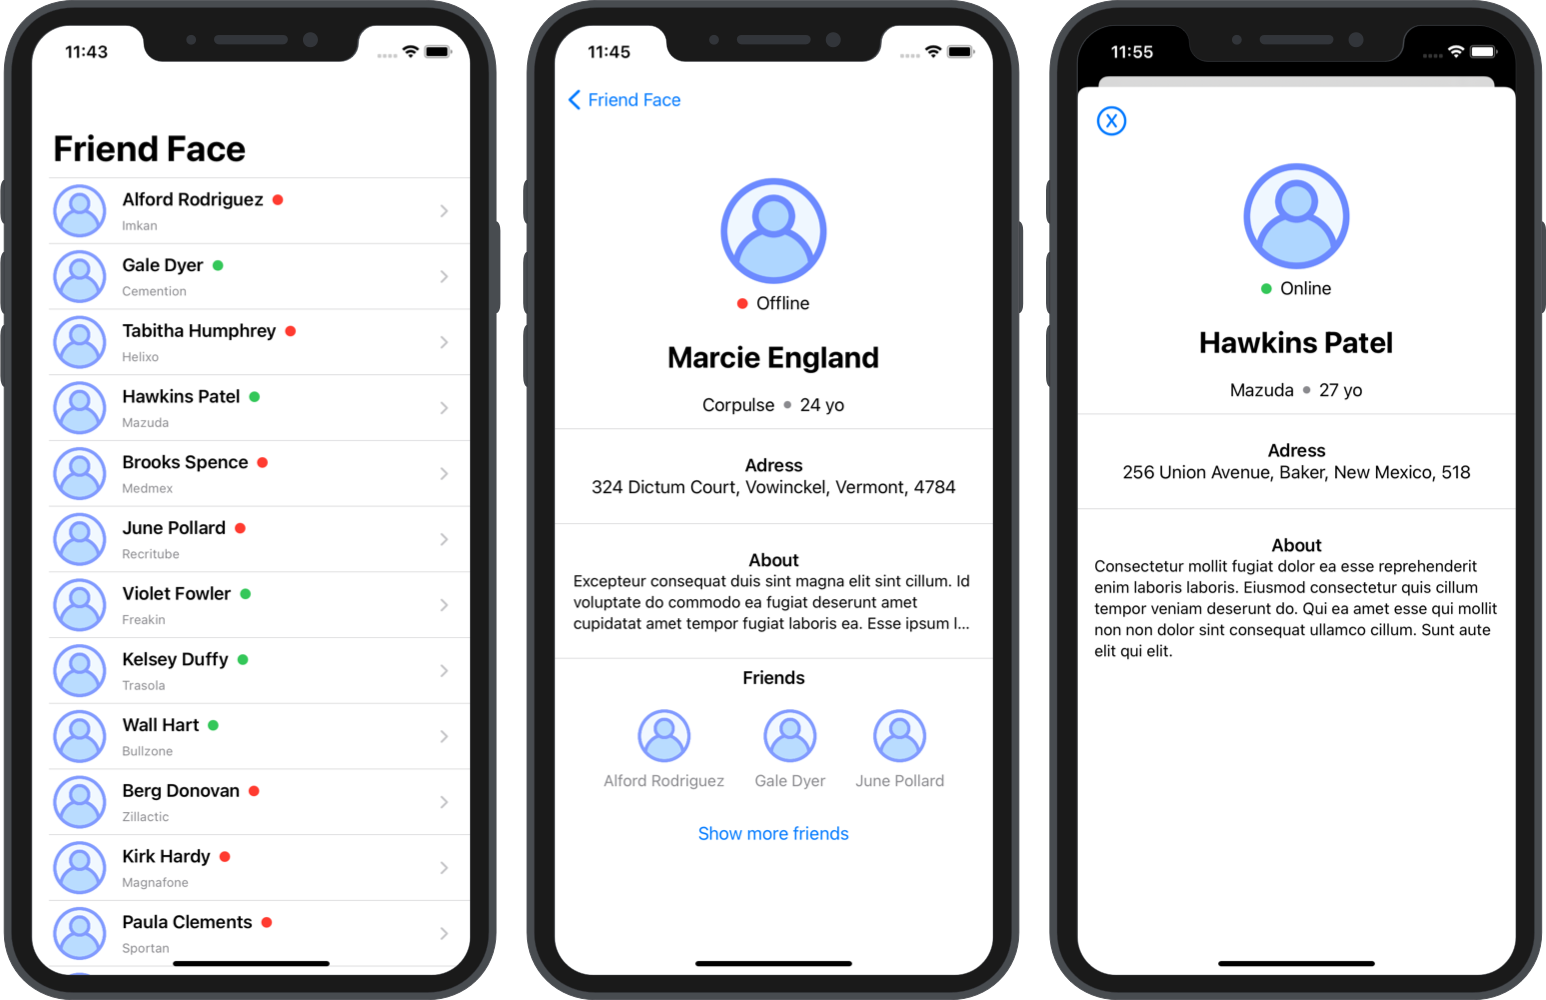 11:43
Friend Face
Alford Rodriguez
Imkan
Gale Dyer
Cemention
Tabitha Humphrey
Helixo
Hawkins Patel
Mazuda
Brooks Spence
Medmex
June Pollard
Recritube
Violet Fowler
Freakin
Kelsey Duffy
Trasola
Wall Hart
Bullzone
Berg Donovan
Zillactic
Kirk Hardy
Magnafone
Paula Clements
Sportan
11:45
Friend Face
Offline
Marcie England
Corpulse • 24 yo
Adress
324 Dictum Court, Vowinckel, Vermont, 4784
About
Excepteur consequat duis sint magna elit sint cillum. Id
voluptate do commodo ea fugiat deserunt amet
cupidatat amet tempor fugiat laboris ea. Esse ipsum l...
Friends
Alford Rodriguez Gale Dyer June Pollard
Show more friends
11:55
X
Online
Hawkins Patel
Mazuda • 27 yo
Adress
256 Union Avenue, Baker, New Mexico, 518
About
Consectetur mollit fugiat dolor ea esse reprehenderit
enim laboris laboris. Eiusmod consectetur quis cillum
tempor veniam deserunt do. Qui ea amet esse qui mollit
non non dolor sint consequat ullamco cillum. Sunt aute
elit qui elit.